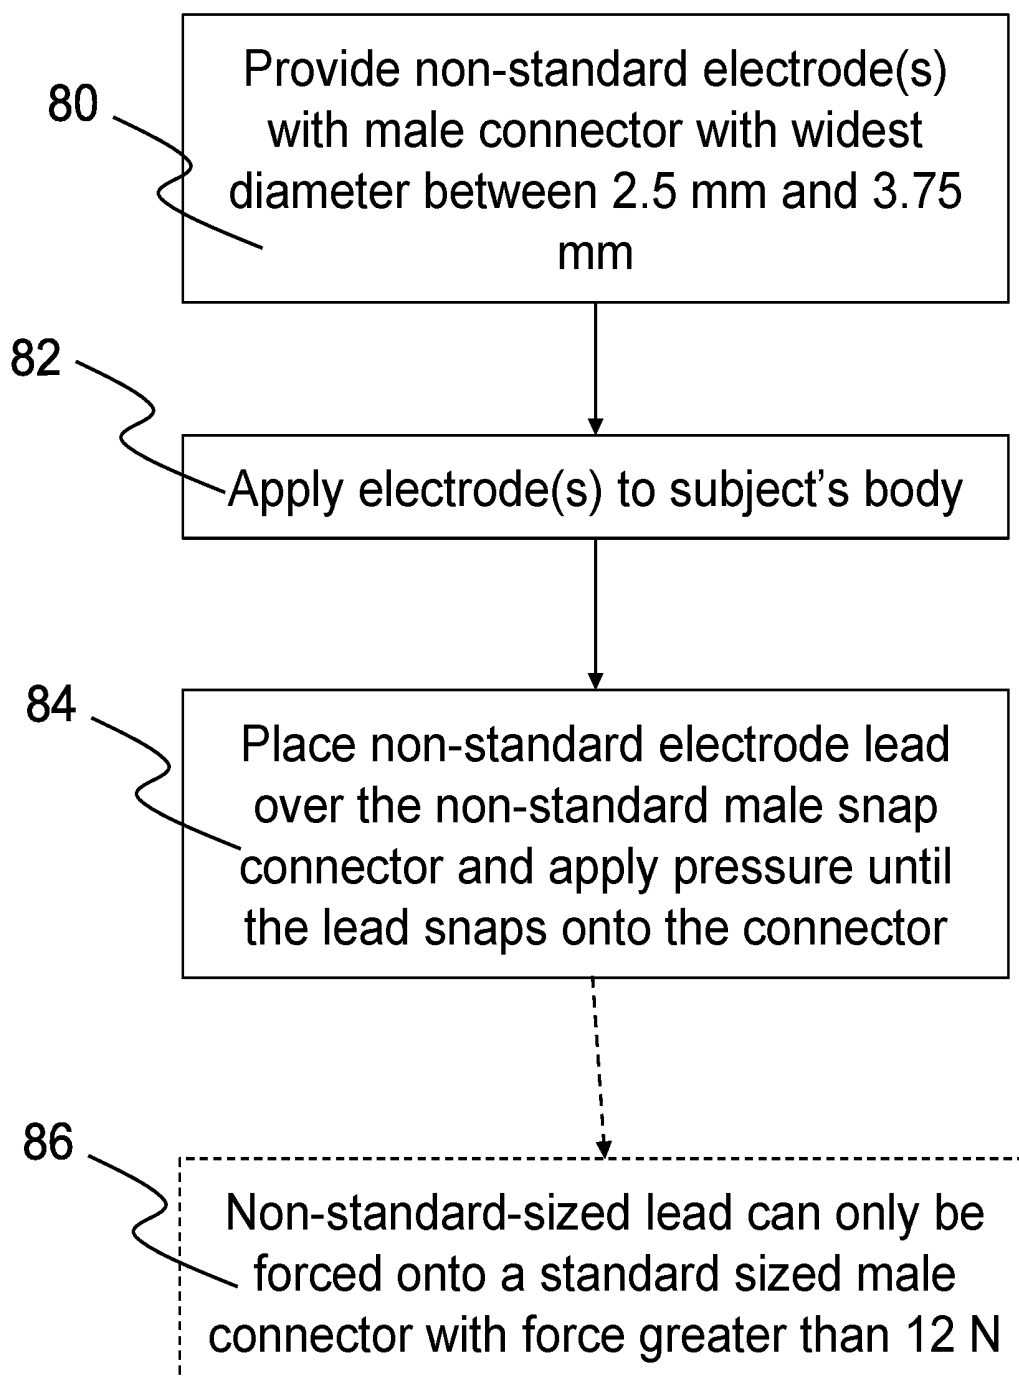 80
Provide non-standard electrode(s)
with male connector with widest
diameter between 2.5 mm and 3.75
mm
82
Apply electrode(s) to subject's body
84
Place non-standard electrode lead
over the non-standard male snap
connector and apply pressure until
the lead snaps onto the connector
86
Non-standard-sized lead can only be
forced onto a standard sized male
connector with force greater than 12 N